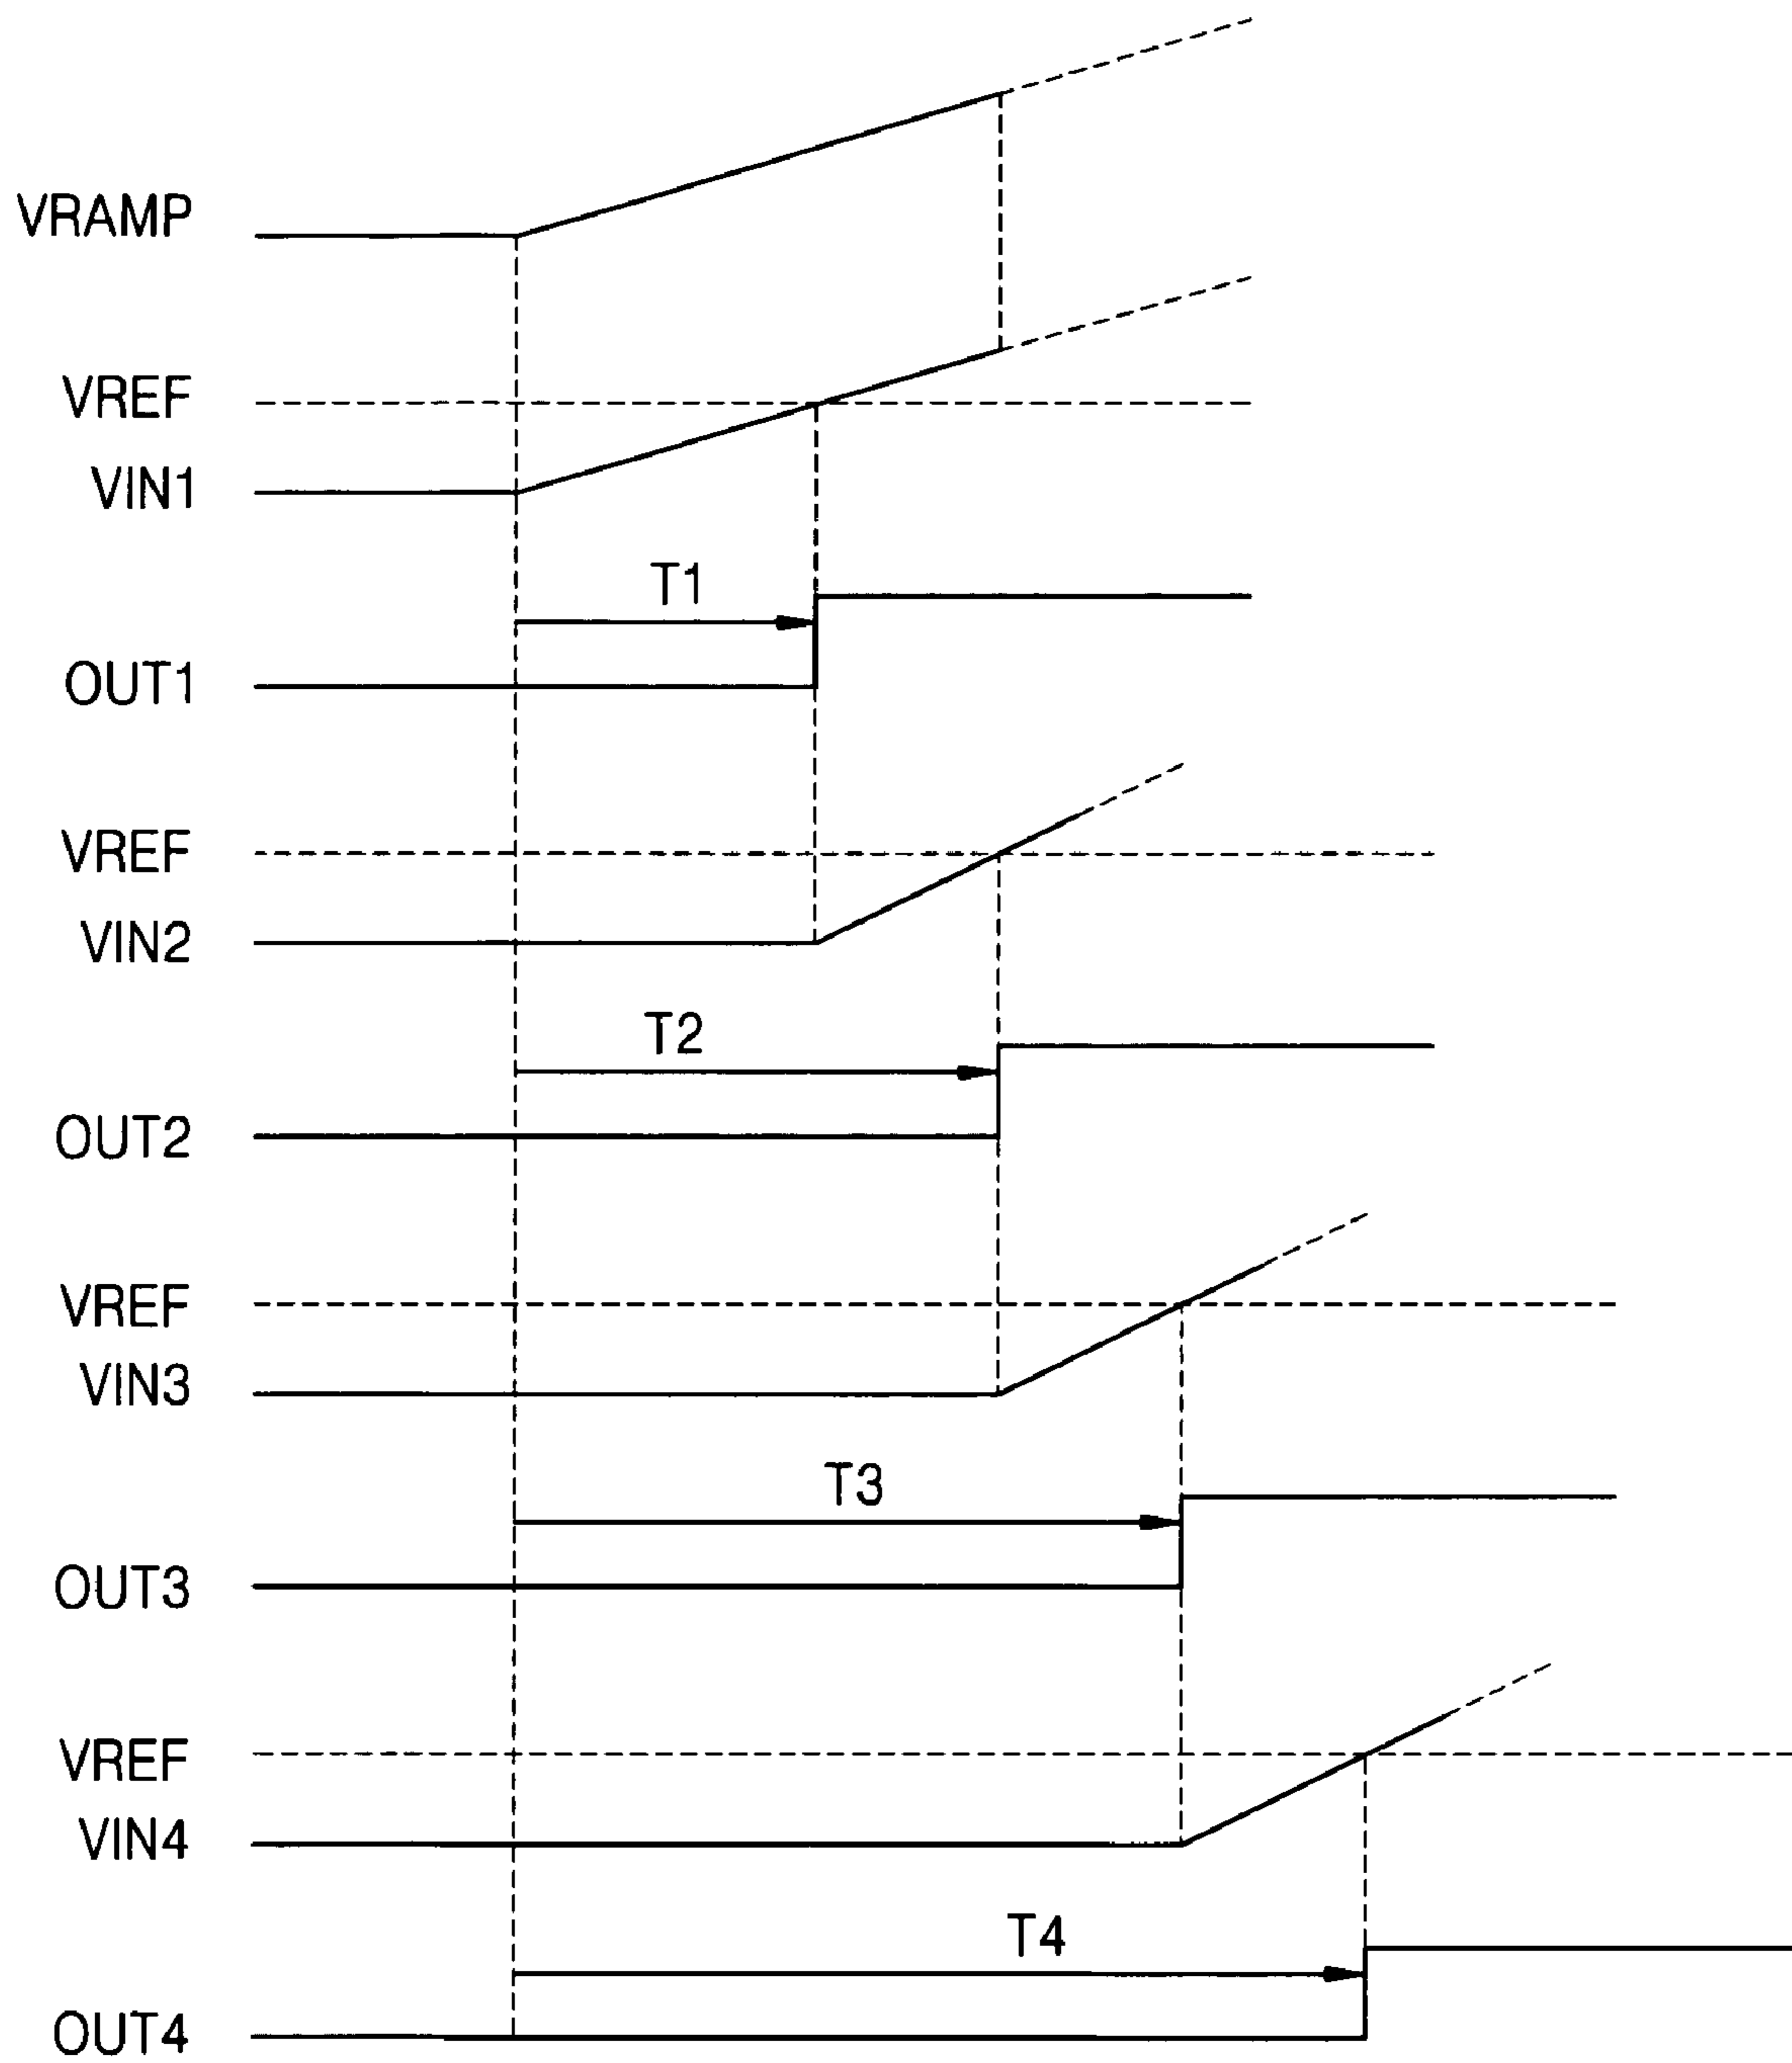 VRAMP
VREF
VIN1
T1
OUT1
VREF
VIN2
T2
OUT2
VREF
VIN3
T3
OUT3
VREF
VIN4
T4
OUT4